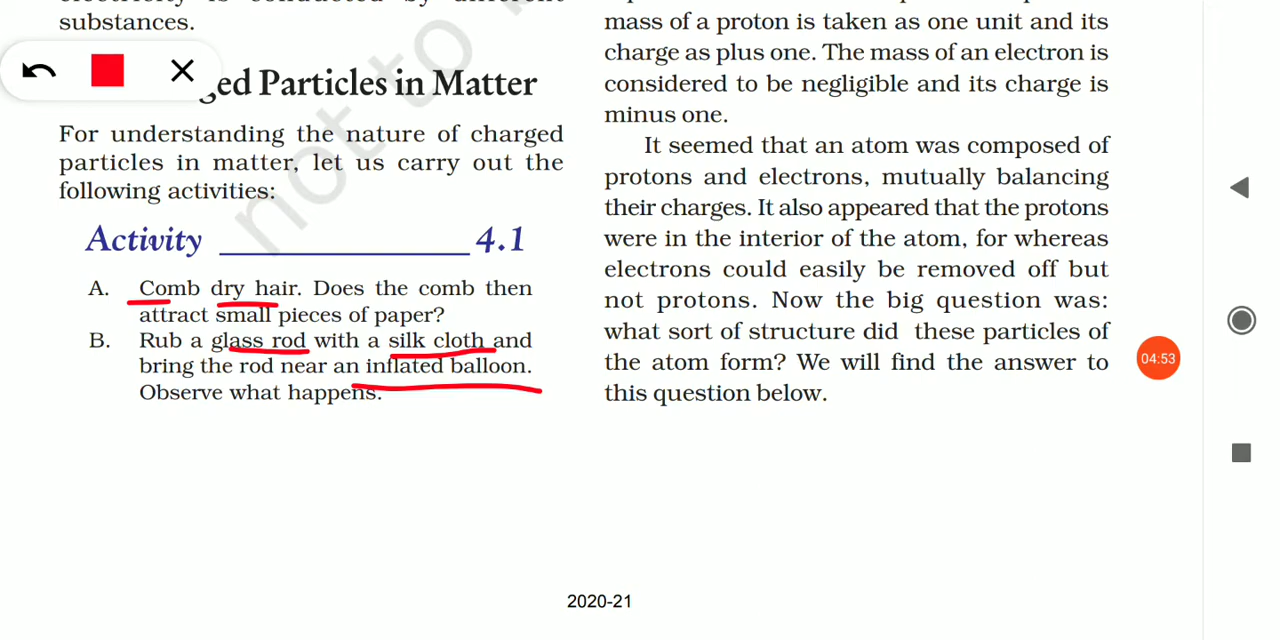 substances.
ged Particles in Matter
For understanding the nature of charged
particles in matter, let us carry out the
following activities:
Activity 4.1
A. Comb dry hair. Does the comb then
attract small pieces of paper?
B. Rub a glass rod with a silk cloth and
bring the rod near an inflated balloon.
Observe what happens.
mass of a proton is taken as one unit and its
charge as plus one. The mass of an electron is
considered to be negligible and its charge is
minus one.
It seemed that an atom was composed of
protons and electrons, mutually balancing
their charges. It also appeared that the protons
were in the interior of the atom, for whereas
electrons could easily be removed off but
not protons. Now the big question was:
what sort of structure did these particles of
the atom form? We will find the answer to
this question below.
not to
04:53
2020-21